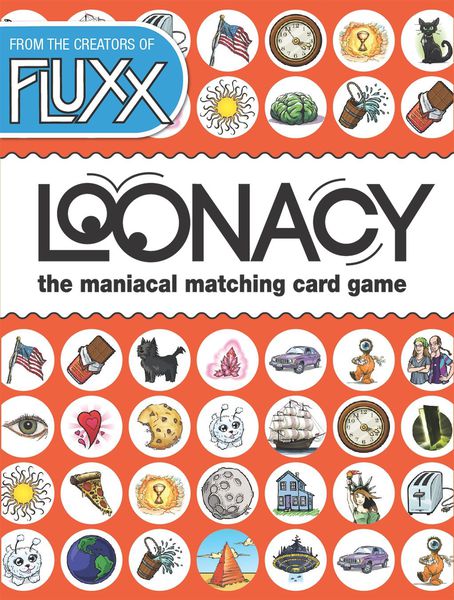 FROM THE CREATORS OF
FLUXX
LOONACY
the maniacal matching card game